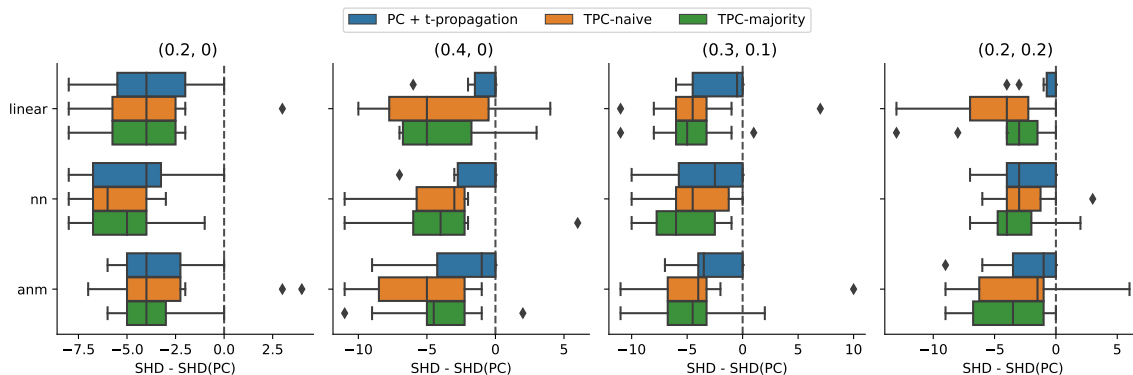 PC + t-propagation TPC-naive TPC-majority
(0.2, 0) (0.4, 0) (0.3, 0.1) (0.2, 0.2)
linear
nn
anm
−7.5 −5.0 −2.5 0.0 2.5 −10 −5 0 5 −10 −5 0 5 10 −10 −5 0 5
SHD - SHD(PC) SHD - SHD(PC) SHD - SHD(PC) SHD - SHD(PC)